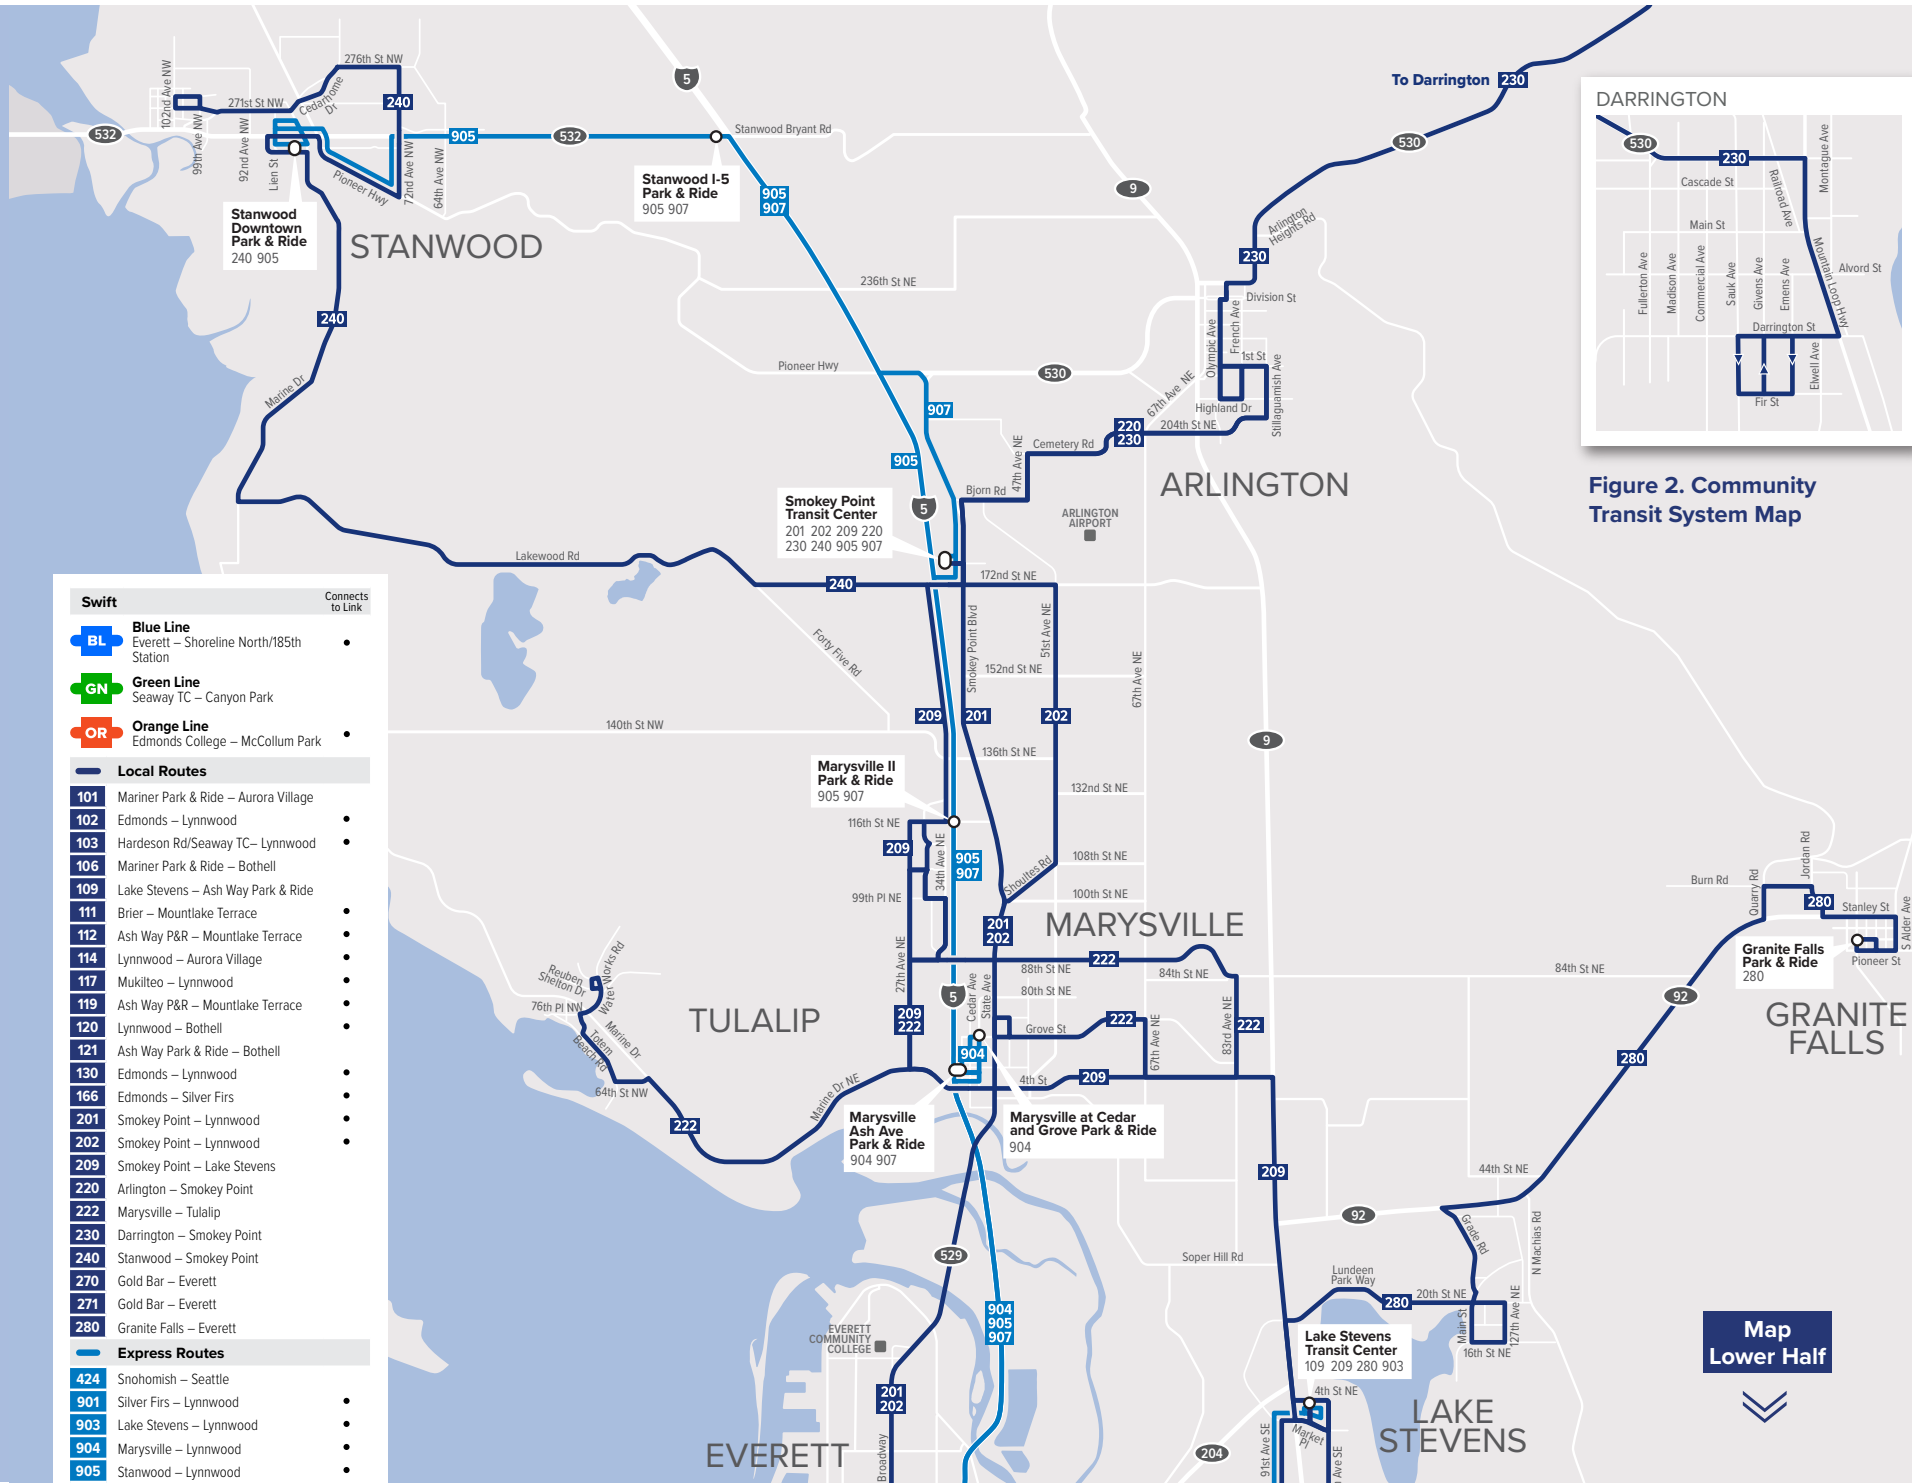 276th St NW
102nd Ave NW
271st St NW
Cedarhome
Dr
240
532
99th Ave NW
92nd Ave NW
Lien St
Pioneer Hwy
72nd Ave NW
64th Ave NW
905
532
Stanwood Bryant Rd
Stanwood
Downtown
Park & Ride
240 905
STANWOOD
Stanwood I-5
Park & Ride
905 907
5
905
907
9
To Darrington 230
530
DARRINGTON
530
230
Montague Ave
Cascade St
Railroad Ave
Main St
Mountain Loop Hwy
Alvord St
Fullerton Ave
Madison Ave
Commercial Ave
Sauk Ave
Givens Ave
Emens Ave
Darrington St
Elwell Ave
Fir St
Figure 2. Community
Transit System Map
Arlington
Heights Rd
230
Division St
236th St NE
240
Marine Dr
Pioneer Hwy
530
Olympic Ave
French Ave
1st St
67th Ave NE
Highland Dr
Stillaguamish Ave
204th St NE
220
230
Cemetery Rd
47th Ave NE
Bjorn Rd
907
905
5
ARLINGTON
ARLINGTON
AIRPORT
Smokey Point
Transit Center
201 202 209 220
230 240 905 907
Lakewood Rd
240
172nd St NE
Smokey Point Blvd
51st Ave NE
152nd St NE
67th Ave NE
Forty Five Rd
140th St NW
209
201
202
136th St NE
9
132nd St NE
Marysville II
Park & Ride
905 907
116th St NE
209
34th Ave NE
905
907
99th Pl NE
108th St NE
Shoultes Rd
100th St NE
201
202
MARYSVILLE
222
88th St NE
84th St NE
84th St NE
80th St NE
27th Ave NE
Cedar Ave
State Ave
5
209
222
Grove St
222
67th Ave NE
83rd Ave NE
222
904
4th St
209
TULALIP
Reuben
Shelton Dr
Water Works Rd
76th Pl NW
Marine Dr
Totem
Beach Rd
64th St NW
222
Marine Dr NE
Marysville
Ash Ave
Park & Ride
904 907
Marysville at Cedar
and Grove Park & Ride
904
Burn Rd
Quarry Rd
Jordan Rd
280
Stanley St
S Alder Ave
Pioneer St
Granite Falls
Park & Ride
280
GRANITE
FALLS
92
280
44th St NE
209
92
Grade Rd
N Machias Rd
Soper Hill Rd
Lundeen
Park Way
280
20th St NE
Main St
127th Ave NE
16th St NE
Lake Stevens
Transit Center
109 209 280 903
4th St NE
Market
Pl
91st Ave SE
Ave SE
204
LAKE
STEVENS
529
904
905
907
EVERETT
COMMUNITY
COLLEGE
201
202
Broadway
EVERETT
Map
Lower Half
Swift
Connects
to Link
BL
Blue Line
Everett – Shoreline North/185th
Station
•
GN
Green Line
Seaway TC – Canyon Park
OR
Orange Line
Edmonds College – McCollum Park •
Local Routes
101 Mariner Park & Ride – Aurora Village
102 Edmonds – Lynnwood •
103 Hardeson Rd/Seaway TC– Lynnwood •
106 Mariner Park & Ride – Bothell
109 Lake Stevens – Ash Way Park & Ride
111 Brier – Mountlake Terrace •
112 Ash Way P&R – Mountlake Terrace •
114 Lynnwood – Aurora Village •
117 Mukilteo – Lynnwood •
119 Ash Way P&R – Mountlake Terrace •
120 Lynnwood – Bothell •
121 Ash Way Park & Ride – Bothell
130 Edmonds – Lynnwood •
166 Edmonds – Silver Firs •
201 Smokey Point – Lynnwood •
202 Smokey Point – Lynnwood •
209 Smokey Point – Lake Stevens
220 Arlington – Smokey Point
222 Marysville – Tulalip
230 Darrington – Smokey Point
240 Stanwood – Smokey Point
270 Gold Bar – Everett
271 Gold Bar – Everett
280 Granite Falls – Everett
Express Routes
424 Snohomish – Seattle
901 Silver Firs – Lynnwood •
903 Lake Stevens – Lynnwood •
904 Marysville – Lynnwood •
905 Stanwood – Lynnwood •